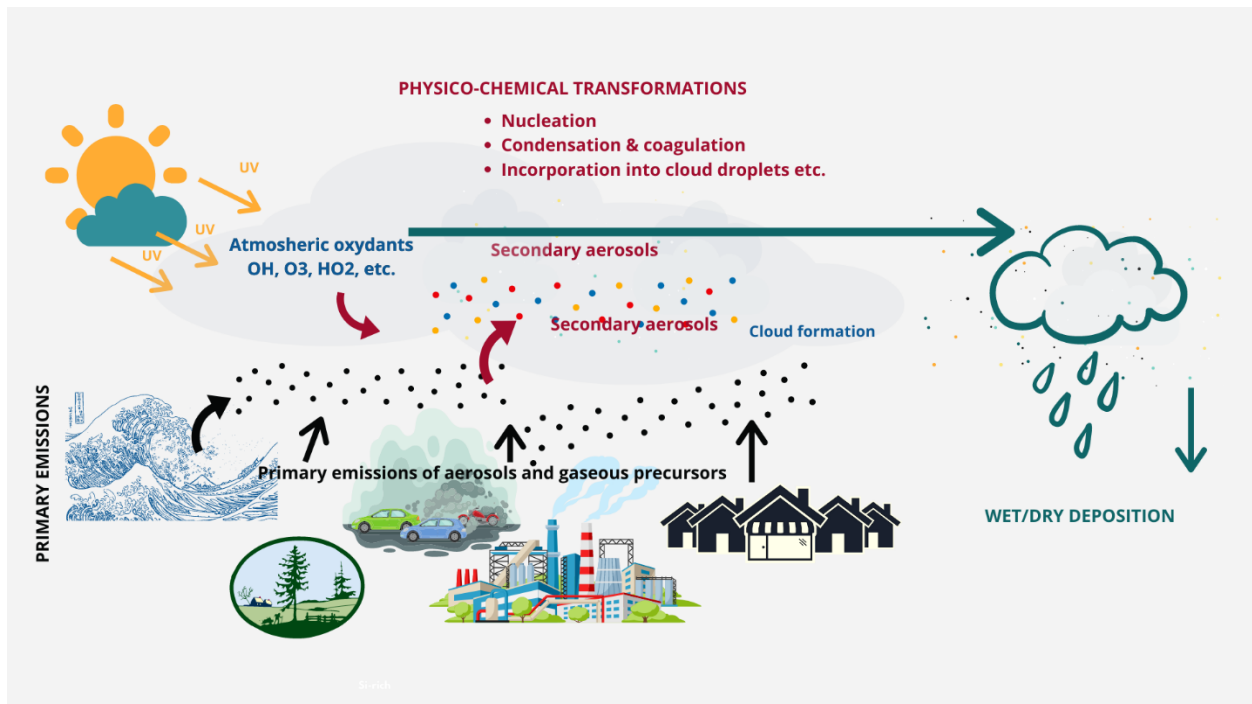 PHYSICO-CHEMICAL TRANSFORMATIONS
• Nucleation
• Condensation & coagulation
• Incorporation into cloud droplets etc.
UV
UV
UV
Atmosheric oxydants
OH, O3, HO2, etc.
Secondary aerosols
Secondary aerosols
Cloud formation
PRIMARY EMISSIONS
Primary emissions of aerosols and gaseous precursors
WET/DRY DEPOSITION
Si-rich